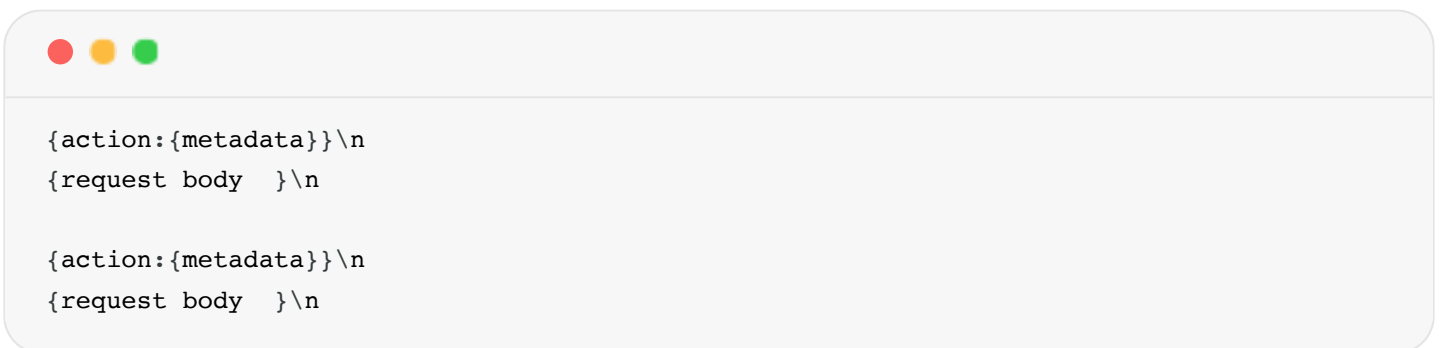 {action:{metadata}}\n
{request body  }\n

{action:{metadata}}\n
{request body  }\n